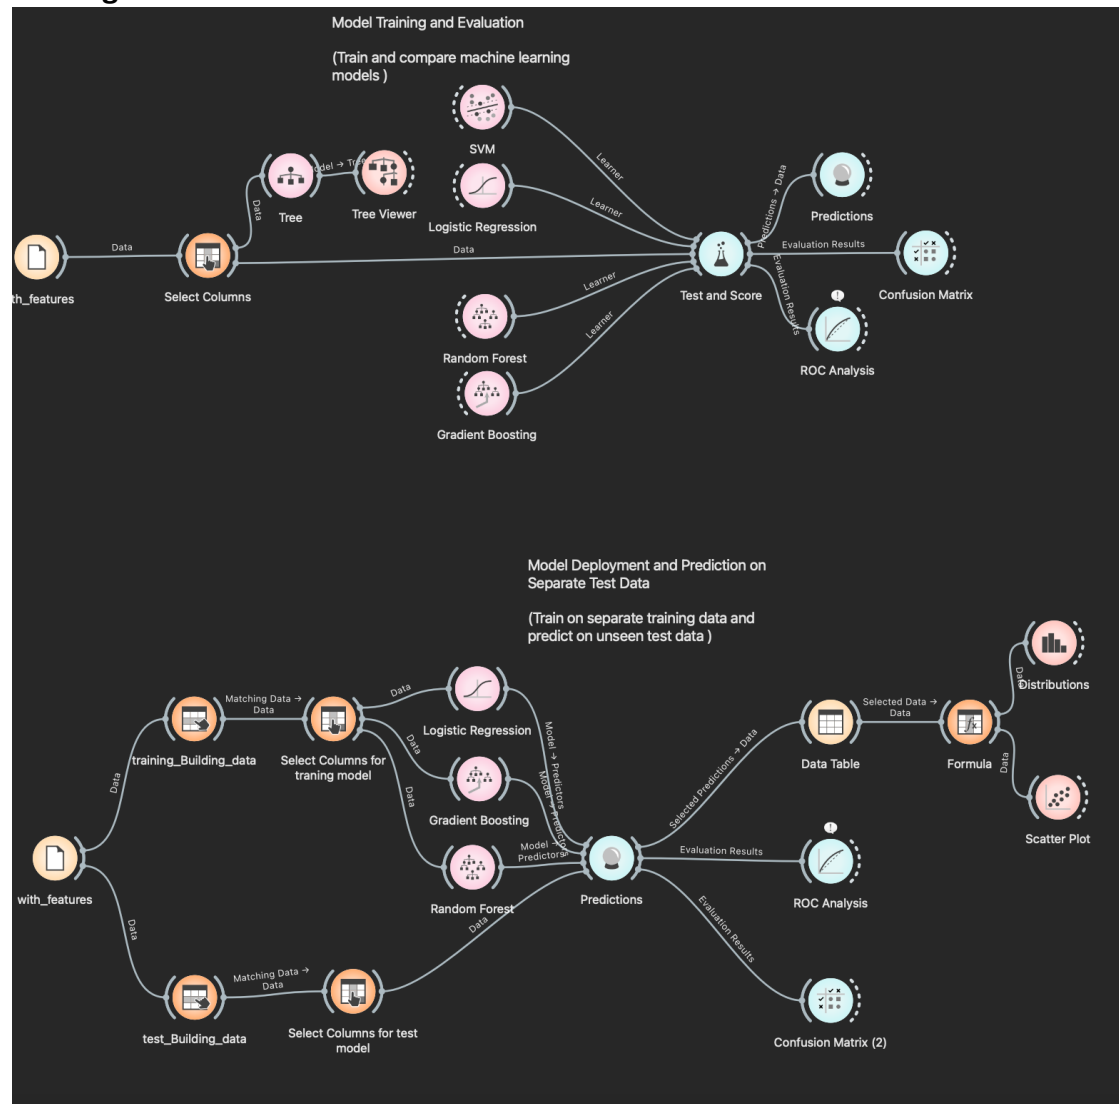 Model Training and Evaluation
(Train and compare machine learning
models )
SVM
Learner
Model → Tree
Tree
Tree Viewer
Data
Logistic Regression
Learner
Predictions → Data
Predictions
Data
th_features
Select Columns
Data
Test and Score
Evaluation Results
Confusion Matrix
Evaluation Results
Learner
Random Forest
Learner
ROC Analysis
Gradient Boosting
Model Deployment and Prediction on
Separate Test Data
(Train on separate training data and
predict on unseen test data )
Data
Distributions
Matching Data →
Data
Data
Logistic Regression
Selected Data →
Data
training_Building_data
Select Columns for
traning model
Data
Model → Predictors
Data Table
Formula
Data
Data
Gradient Boosting
Model → Predictors
Selected Predictions → Data
Data
Scatter Plot
with_features
Model →
Predictors
Random Forest
Predictions
Evaluation Results
ROC Analysis
Data
Data
Evaluation Results
Matching Data →
Data
test_Building_data
Select Columns for test
model
Confusion Matrix (2)